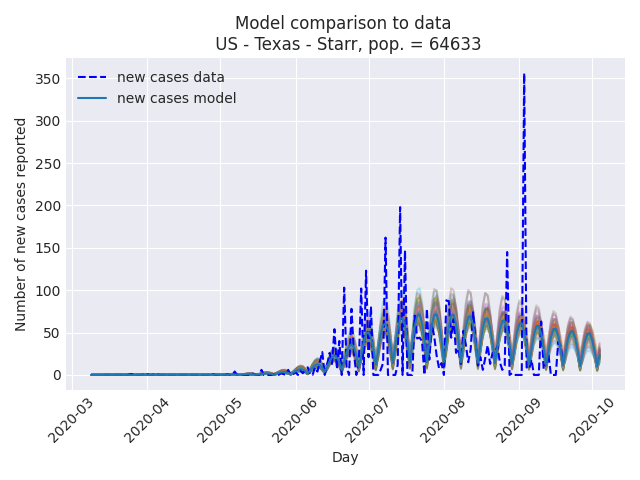 Model comparison to data
US - Texas - Starr, pop. = 64633
new cases data
new cases model
Number of new cases reported
350
300
250
200
150
100
50
0
2020-03
2020-04
2020-05
2020-06
2020-07
2020-08
2020-09
2020-10
Day